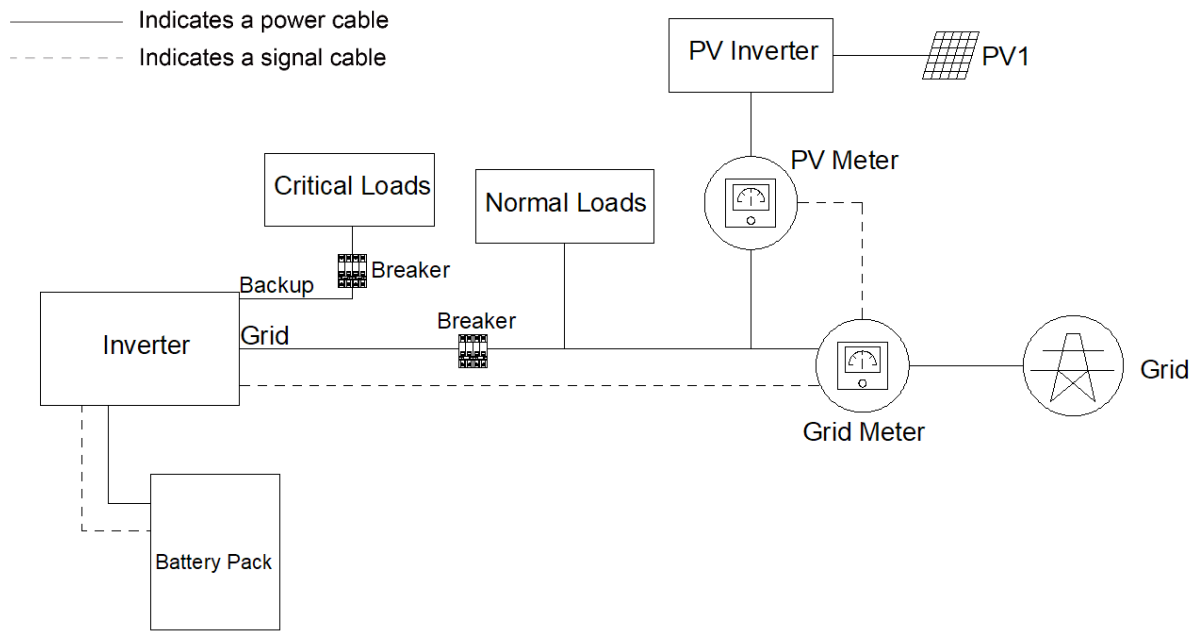 Indicates a power cable
Indicates a signal cable
PV Inverter
PV1
PV Meter
Critical Loads
Normal Loads
Breaker
Backup
Breaker
Grid
Inverter
Grid
Grid Meter
Battery Pack